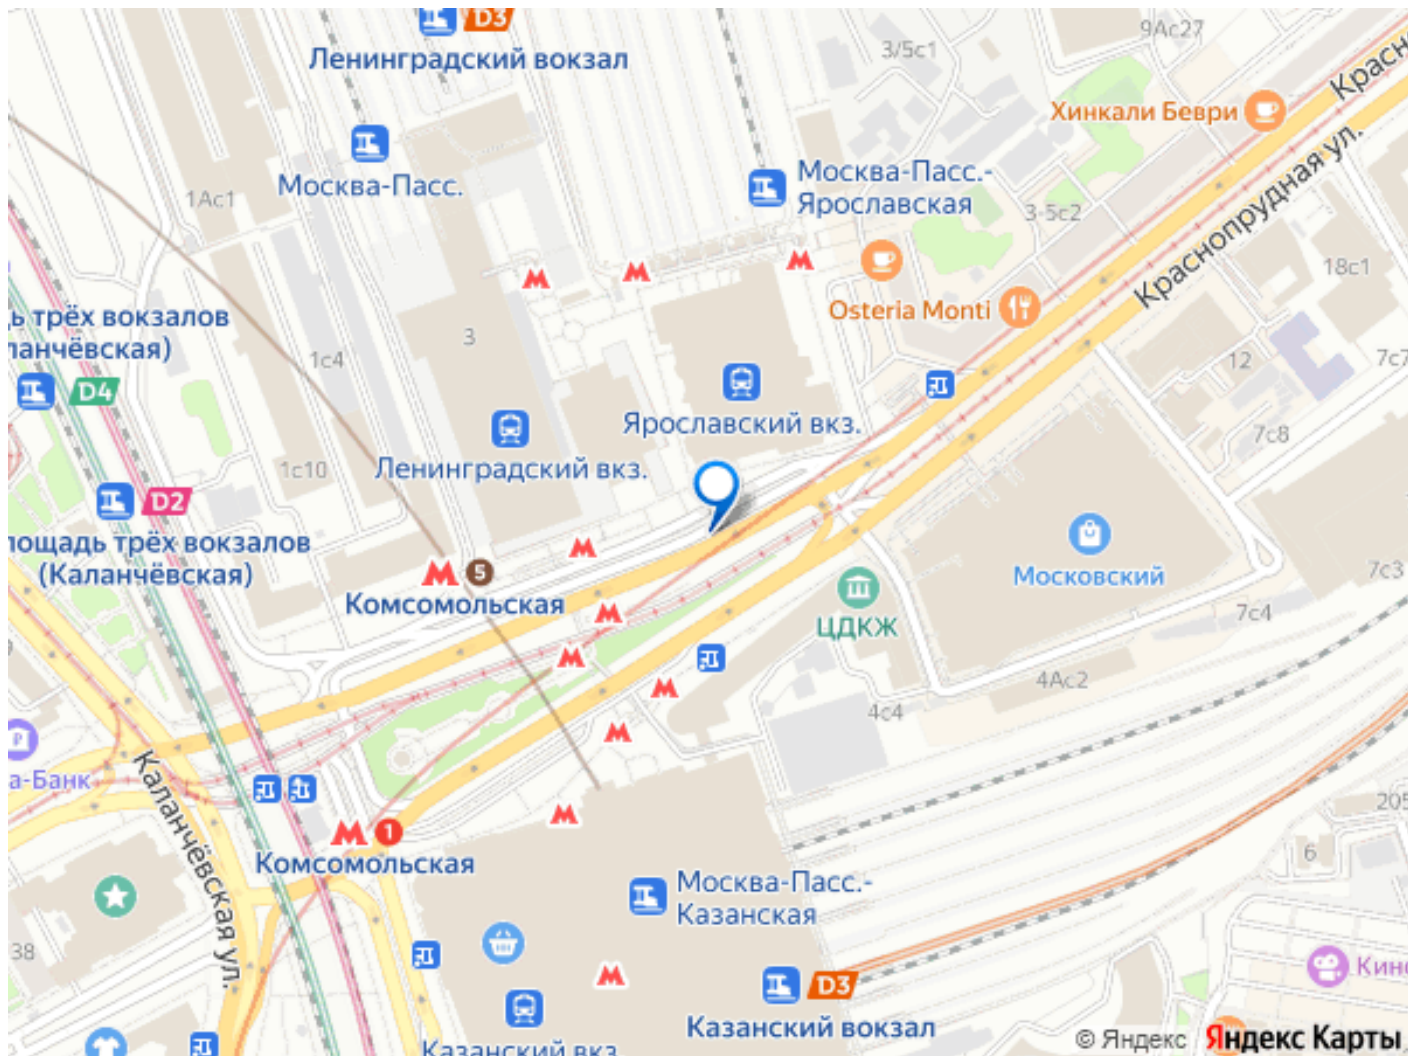 D3
Ленинградский вокзал
3/5с1
9Ас27
Красн
Хинкали Беври
Москва-Пасс.
1Ас1
Москва-Пасс.-
Ярославская
3-5с2
Краснопрудная ул.
18с1
Osteria Monti
ь трёх вокзалов
ланчёвская)
D4
3
1с4
12
7с7
Ярославский вкз.
7с8
Ленинградский вкз.
1с10
D2
лощадь трёх вокзалов
(Каланчёвская)
5
Комсомольская
Московский
7с3
ЦДКЖ
7с4
4Ас2
4с4
а-Банк
Каланчёвская ул.
1
Комсомольская
205
6
Москва-Пасс.-
Казанская
38
Кино
D3
Казанский вокзал
Казанский вкз.
© Яндекс Яндекс Карты